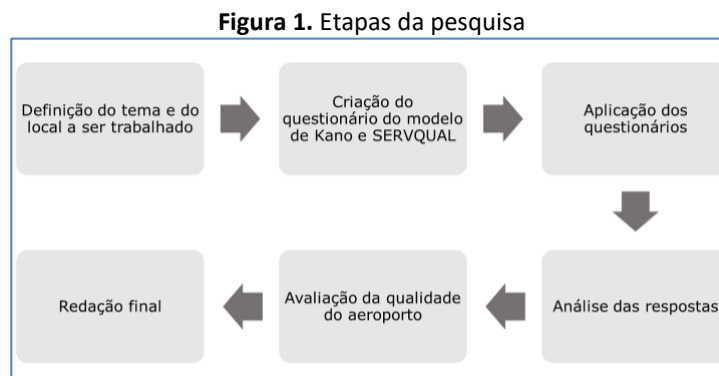 Figura 1. Etapas da pesquisa
Definição do tema e do
local a ser trabalhado
Criação do
questionário do modelo
de Kano e SERVQUAL
Aplicação dos
questionários
Análise das respostas
Avaliação da qualidade
do aeroporto
Redação final